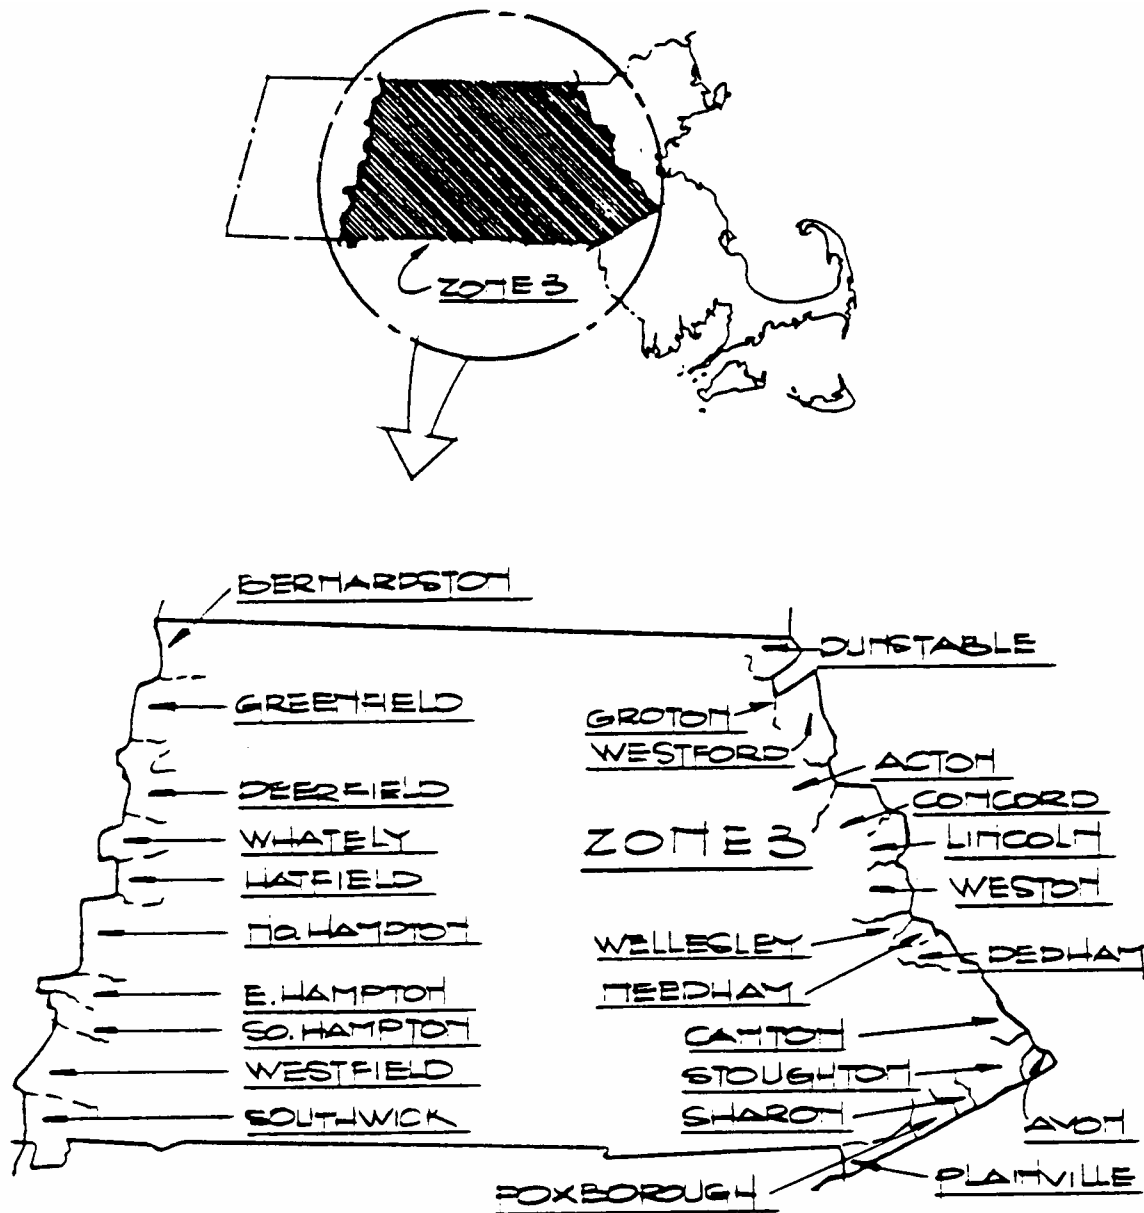 ZONE 3
BERNARDSTON
DUNSTABLE
GREENFIELD
GROTON
WESTFORD
ACTON
DEERFIELD
CONCORD
WHATELY
ZONE 3
LINCOLN
HATFIELD
WESTON
NO. HAMPTON
WELLESLEY
DEDHAM
E. HAMPTON
NEEDHAM
SO. HAMPTON
CANTON
WESTFIELD
STOUGHTON
SOUTHWICK
SHARON
AVON
PLAINVILLE
FOXBOROUGH